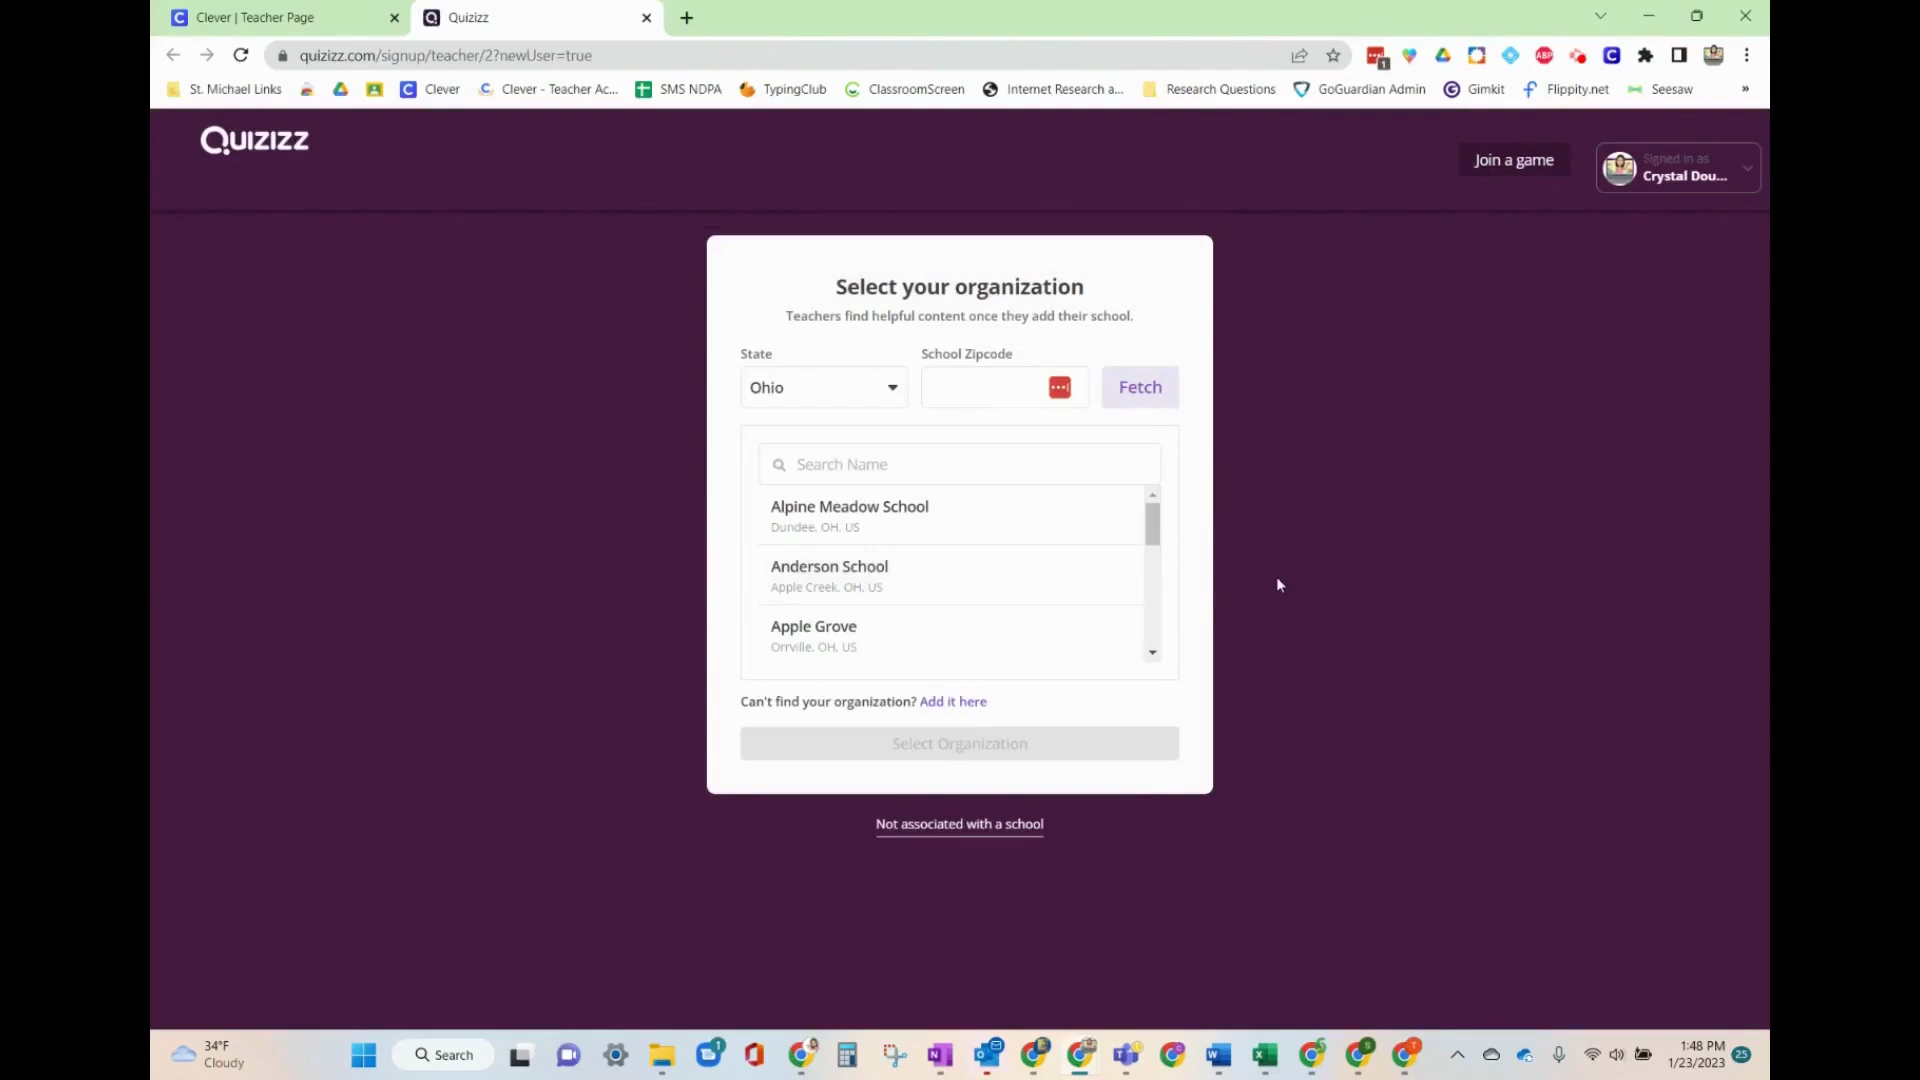 Clever | Teacher Page
Quizizz
quizizz.com/signup/teacher/2?newUser=true
St. Michael Links
Clever
Clever - Teacher Ac...
SMS NDPA
TypingClub
ClassroomScreen
Internet Research a...
Research Questions
GoGuardian Admin
Gimkit
Flippity.net
Seesaw
»
QUIZIZZ
Join a game
Signed in as
Crystal Dou...
Select your organization
Teachers find helpful content once they add their school.
State
School Zipcode
Ohio
Fetch
Search Name
Alpine Meadow School
Dundee, OH, US
Anderson School
Apple Creek, OH, US
Apple Grove
Orrville, OH, US
Can't find your organization? Add it here
Select Organization
Not associated with a school
34°F
Cloudy
Search
1:48 PM
1/23/2023
25